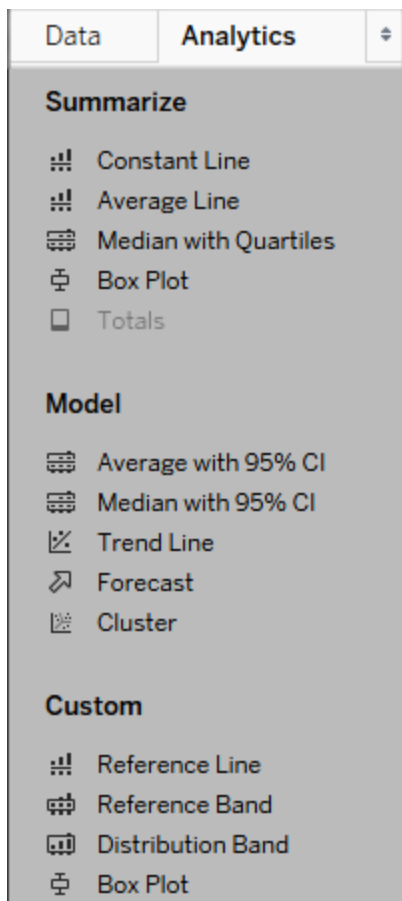 Data Analytics
Summarize
Constant Line
Average Line
Median with Quartiles
Box Plot
Totals
Model
Average with 95% CI
Median with 95% CI
Trend Line
Forecast
Cluster
Custom
Reference Line
Reference Band
Distribution Band
Box Plot